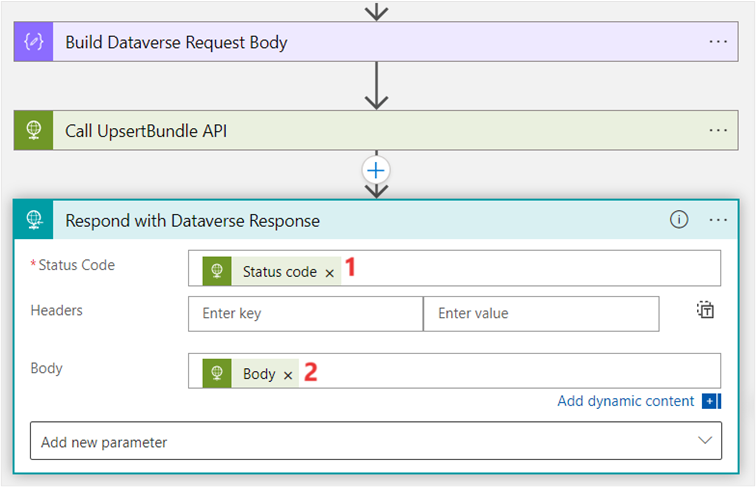 Build Dataverse Request Body
Call UpsertBundle API
Respond with Dataverse Response
*Status Code
Status code × 1
Headers
Enter key
Enter value
Body
Body × 2
Add dynamic content
Add new parameter